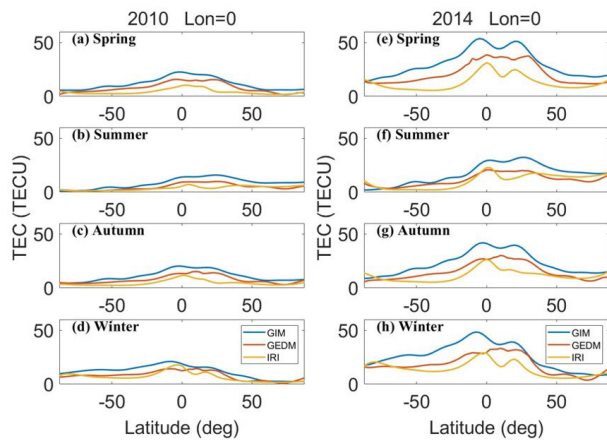 2010 Lon=0
2014 Lon=0
TEC (TECU)
(a) Spring
50
0
-50 0 50
(b) Summer
50
0
-50 0 50
(c) Autumn
50
0
-50 0 50
(d) Winter
50
0
GIM
GEDM
IRI
-50 0 50
Latitude (deg)
TEC (TECU)
(e) Spring
50
0
-50 0 50
(f) Summer
50
0
-50 0 50
(g) Autumn
50
0
-50 0 50
(h) Winter
50
0
GIM
GEDM
IRI
-50 0 50
Latitude (deg)